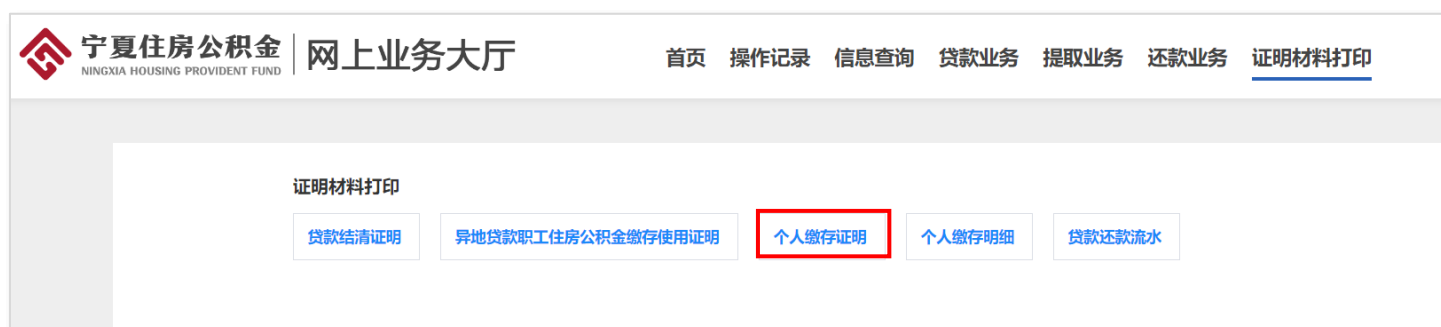 宁夏住房公积金
NINGXIA HOUSING PROVIDENT FUND
网上业务大厅
首页 操作记录 信息查询 贷款业务 提取业务 还款业务 证明材料打印
证明材料打印
贷款结清证明 异地贷款职工住房公积金缴存使用证明 个人缴存证明 个人缴存明细 贷款还款流水